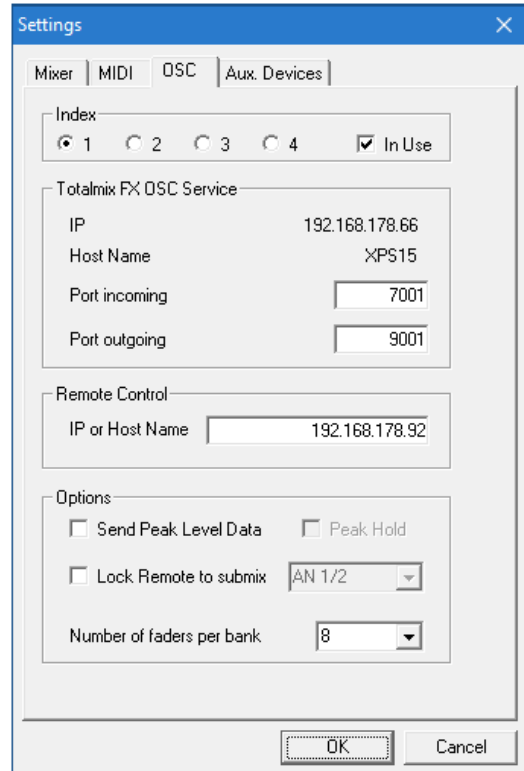 Settings
Mixer MIDI OSC Aux. Devices
Index
1 2 3 4 In Use
Totalmix FX OSC Service
IP 192.168.178.66
Host Name XPS15
Port incoming 7001
Port outgoing 9001
Remote Control
IP or Host Name 192.168.178.92
Options
Send Peak Level Data Peak Hold
Lock Remote to submix AN 1/2
Number of faders per bank 8
OK Cancel